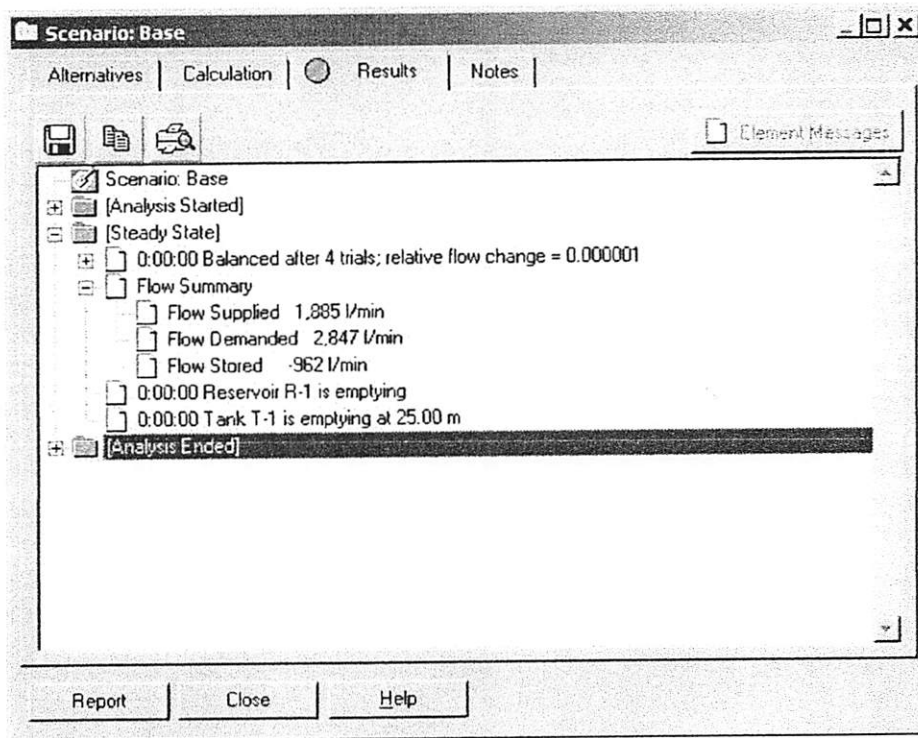 Scenario: Base
Alternatives Calculation Results Notes
Element Messages
Scenario: Base
[Analysis Started]
[Steady State]
0:00:00 Balanced after 4 trials; relative flow change = 0.000001
Flow Summary
Flow Supplied 1,885 l/min
Flow Demanded 2,847 l/min
Flow Stored -962 l/min
0:00:00 Reservoir R-1 is emptying
0:00:00 Tank T-1 is emptying at 25.00 m
[Analysis Ended]
Report Close Help